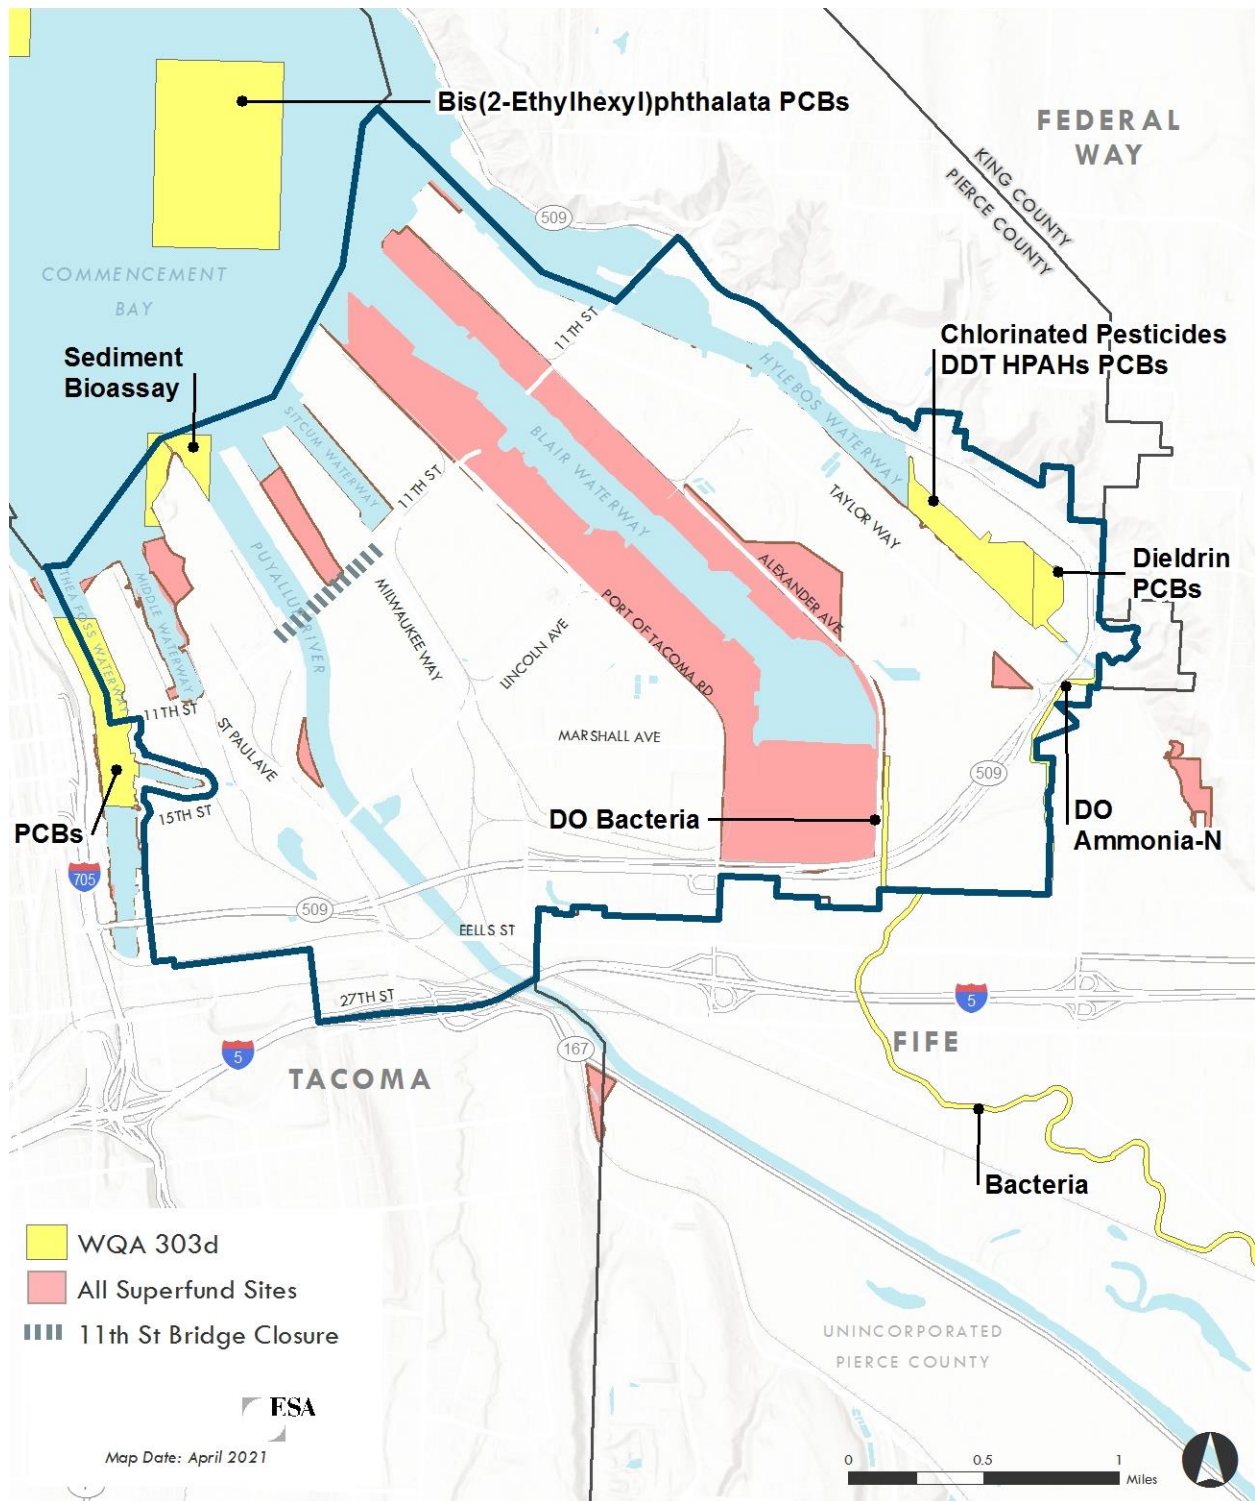 Bis(2-Ethylhexyl)phthalata PCBs
FEDERAL
WAY
KING COUNTY
PIERCE COUNTY
509
COMMENCEMENT
BAY
Sediment
Bioassay
11TH ST
Chlorinated Pesticides
DDT HPAHs PCBs
HYLEBOS WATERWAY
SITCUM WATERWAY
BLAIR WATERWAY
11TH ST
TAYLOR WAY
PUYALLUP RIVER
ALEXANDER AVE
Dieldrin
PCBs
THEA FOSS WATERWAY
MIDDLE WATERWAY
MILWAUKEE WAY
PORT OF TACOMA RD
LINCOLN AVE
11TH ST
ST PAUL AVE
MARSHALL AVE
509
DO Bacteria
DO
Ammonia-N
15TH ST
PCBs
705
509
EELLS ST
27TH ST
5
5
FIFE
167
TACOMA
Bacteria
WQA 303d
All Superfund Sites
11th St Bridge Closure
UNINCORPORATED
PIERCE COUNTY
ESA
Map Date: April 2021
0 0.5 1
Miles